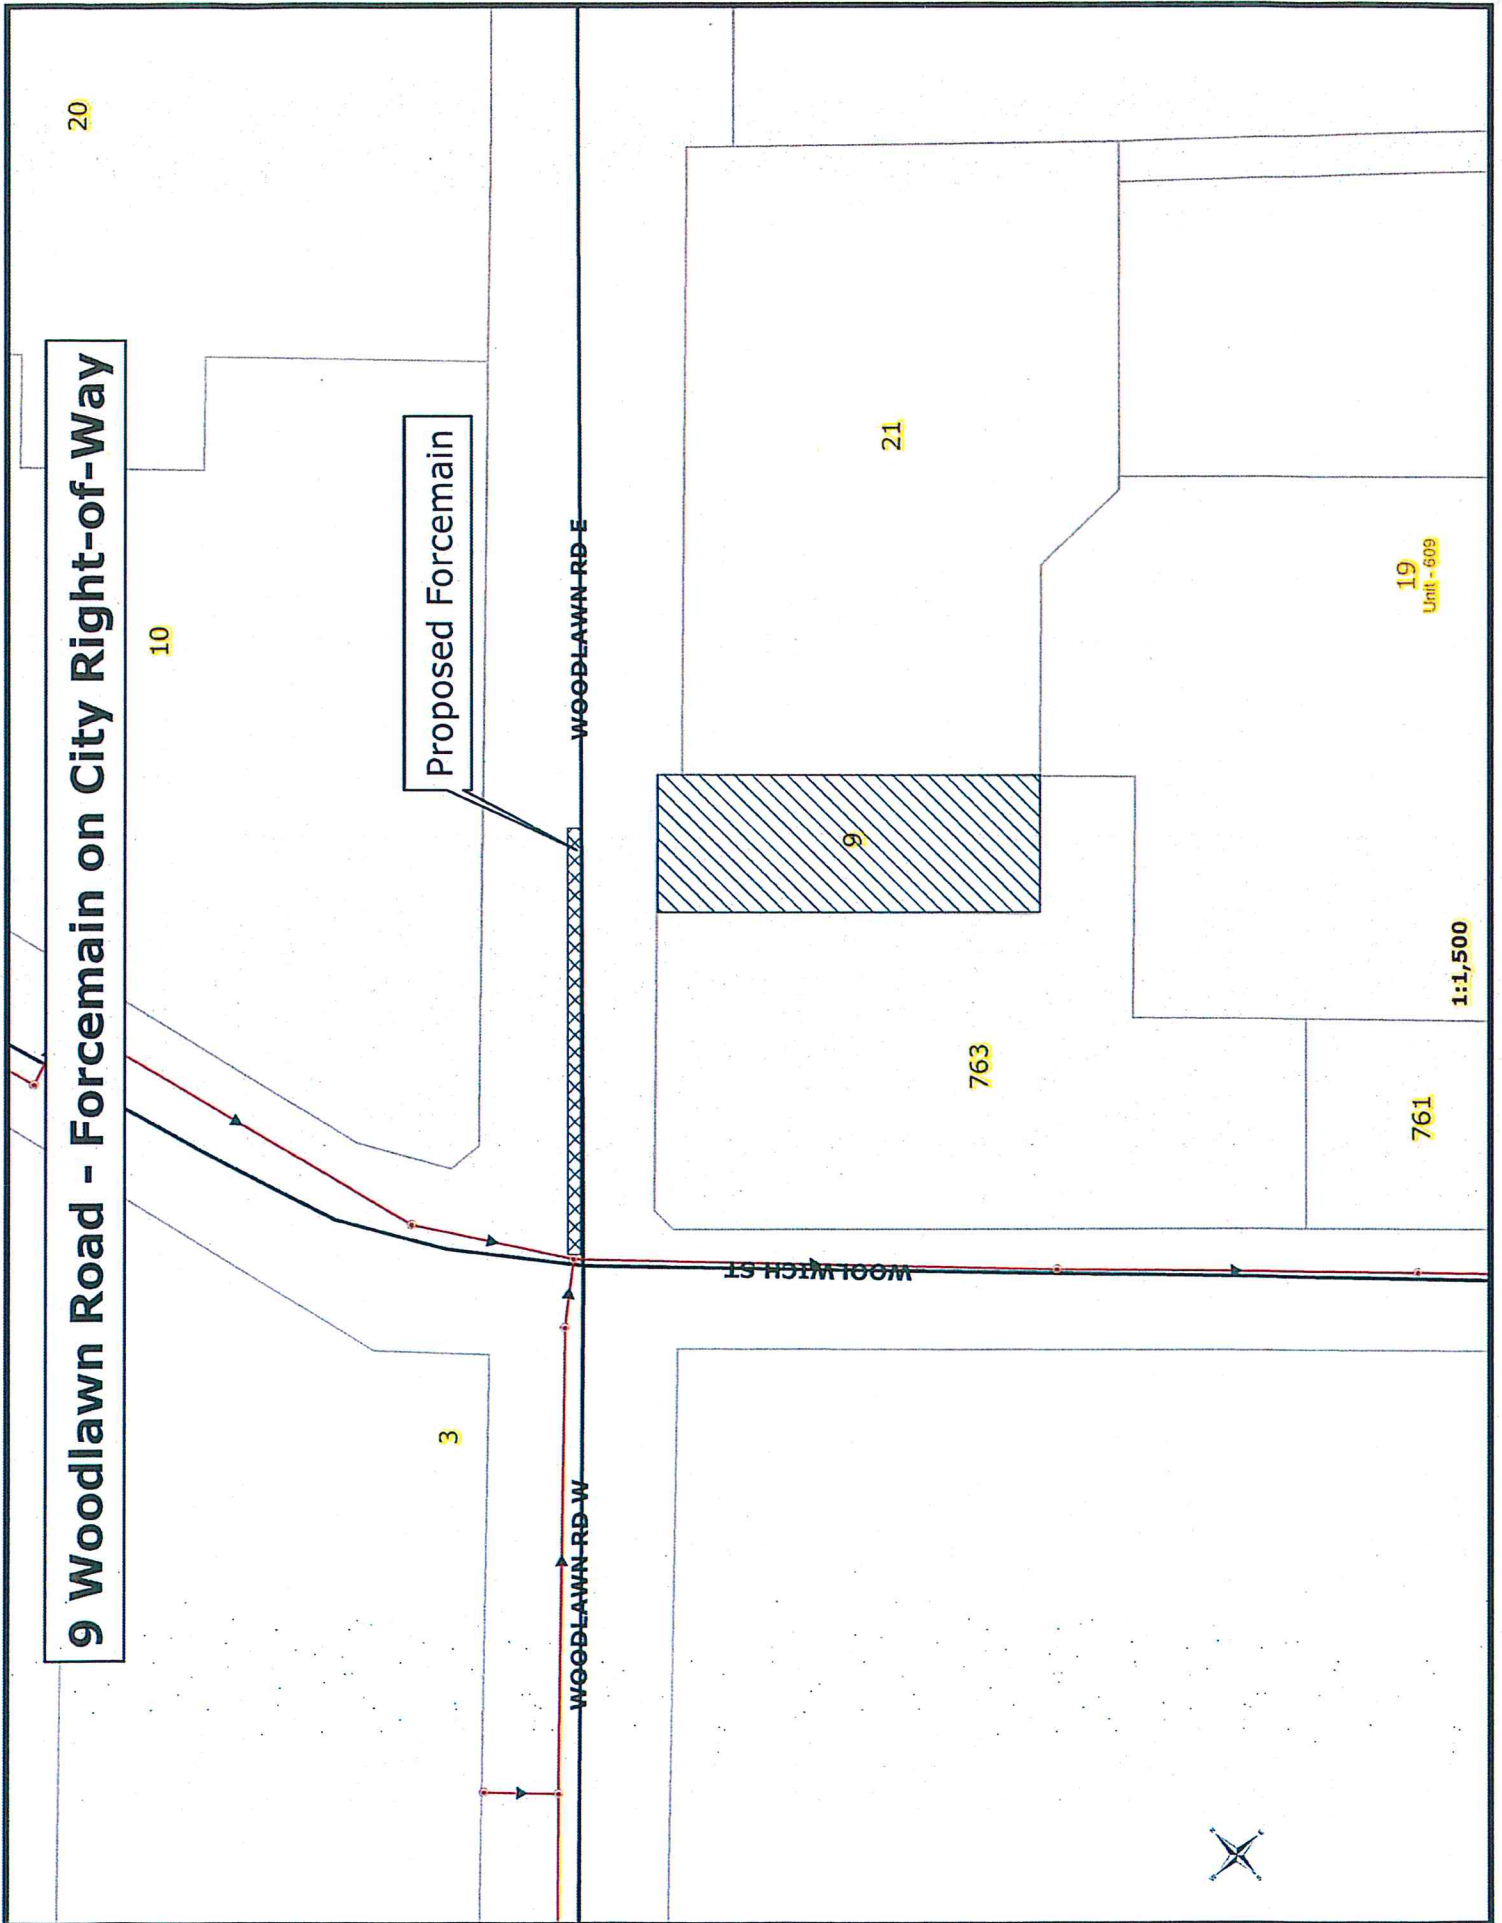 9 Woodlawn Road - Forcemain on City Right-of-Way
20
10
Proposed Forcemain
WOODLAWN RD E
21
9
19
Unit - 609
763
761
3
WOOLWICH ST
WOODLAWN RD W
1:1,500